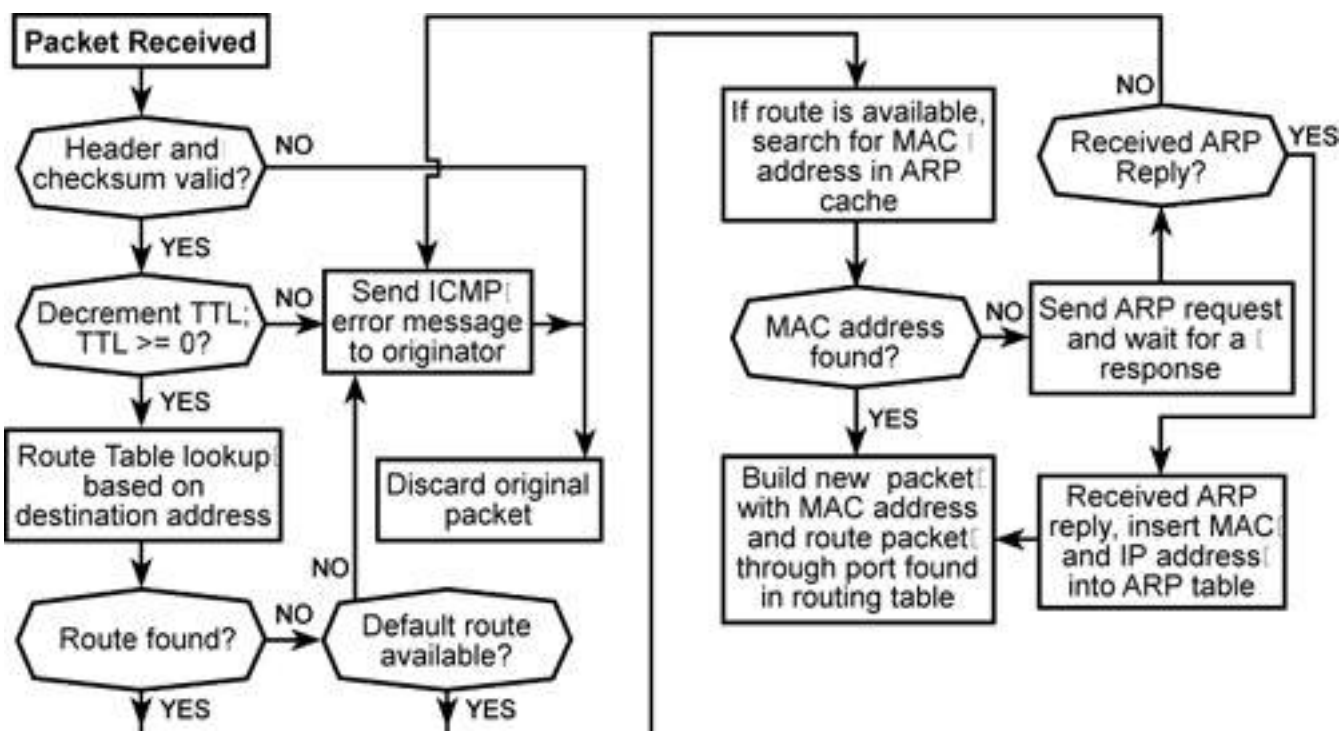 Packet Received
Header and
checksum valid?
NO
YES
Decrement TTL;
TTL >= 0?
NO
Send ICMP
error message
to originator
YES
Route Table lookup
based on
destination address
Discard original
packet
Route found?
NO
Default route
available?
NO
YES
YES
If route is available,
search for MAC
address in ARP
cache
MAC address
found?
NO
Send ARP request
and wait for a
response
Received ARP
Reply?
NO
YES
YES
Build new packet
with MAC address
and route packet
through port found
in routing table
Received ARP
reply, insert MAC
and IP address
into ARP table